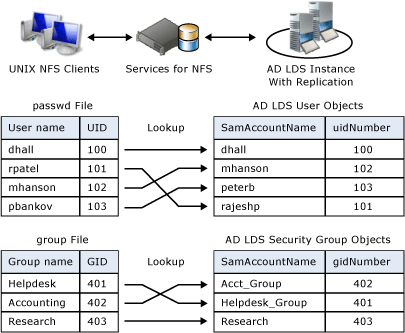 UNIX NFS Clients
Services for NFS
AD LDS Instance
With Replication
passwd File
AD LDS User Objects
User name UID
Lookup
SamAccountName uidNumber
dhall 100
dhall 100
rpatel 101
mhanson 102
mhanson 102
peterb 103
pbankov 103
rajeshp 101
group File
AD LDS Security Group Objects
Group name GID
Lookup
SamAccountName gidNumber
Helpdesk 401
Acct_Group 402
Accounting 402
Helpdesk_Group 401
Research 403
Research 403